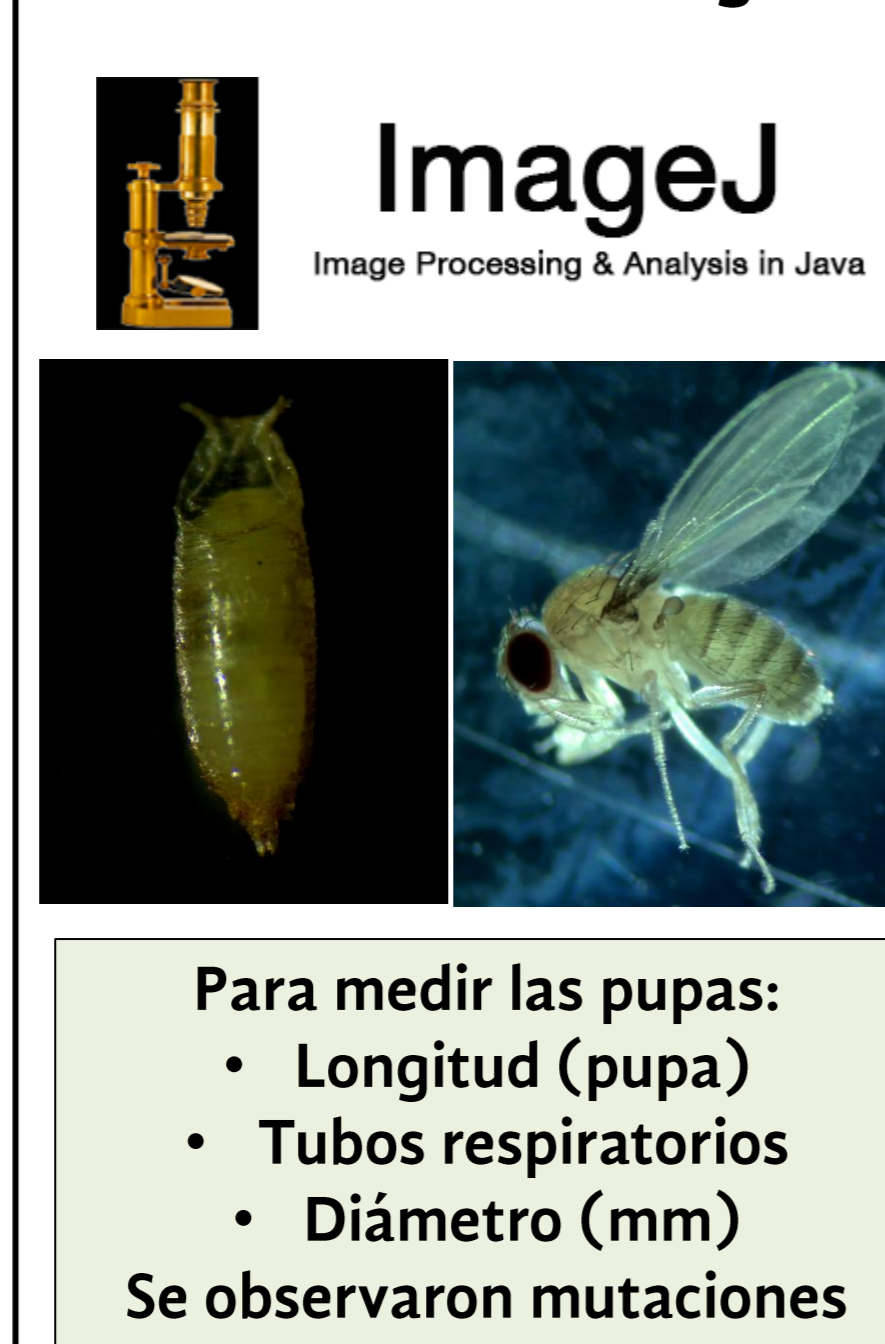 ImageJ
Image Processing & Analysis in Java
Para medir las pupas:
• Longitud (pupa)
• Tubos respiratorios
• Diámetro (mm)
Se observaron mutaciones